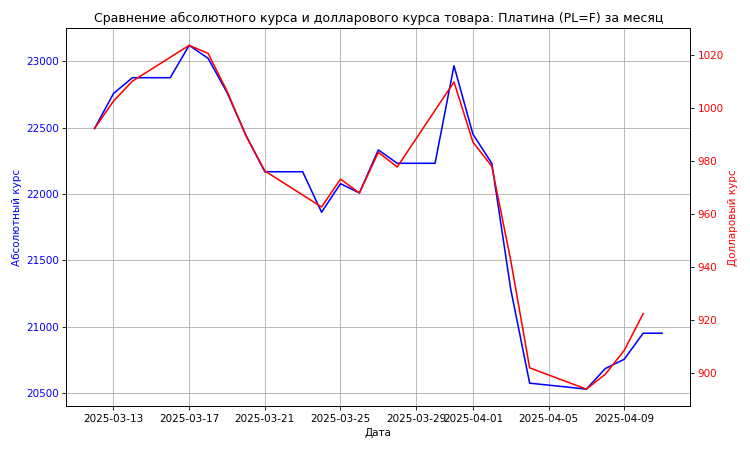 Сравнение абсолютного курса и долларового курса товара: Платина (PL=F) за месяц
Абсолютный курс
23000
22500
22000
21500
21000
20500
1020
1000
980
960
940
920
900
Долларовый курс
2025-03-13 2025-03-17 2025-03-21 2025-03-25 2025-03-29 2025-04-01 2025-04-05 2025-04-09
Дата